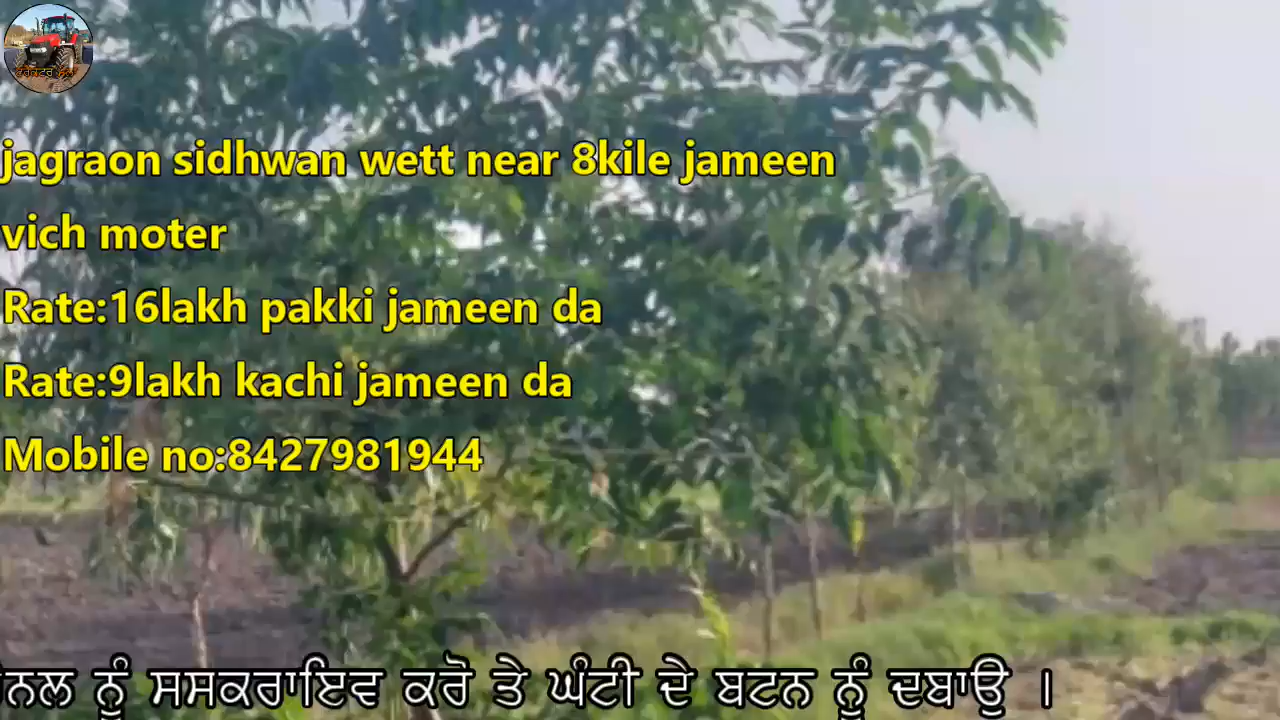 jagraon sidhwan wett near 8kile jameen
vich moter
Rate:16lakh pakki jameen da
Rate:9lakh kachi jameen da
Mobile no:8427981944
ਨੂੰ ਸਸਕਰਾਇਵ ਕਰੋ ਤੇ ਘੰਟੀ ਦੇ ਬਟਨ ਨੂੰ ਦਬਾਉ ।